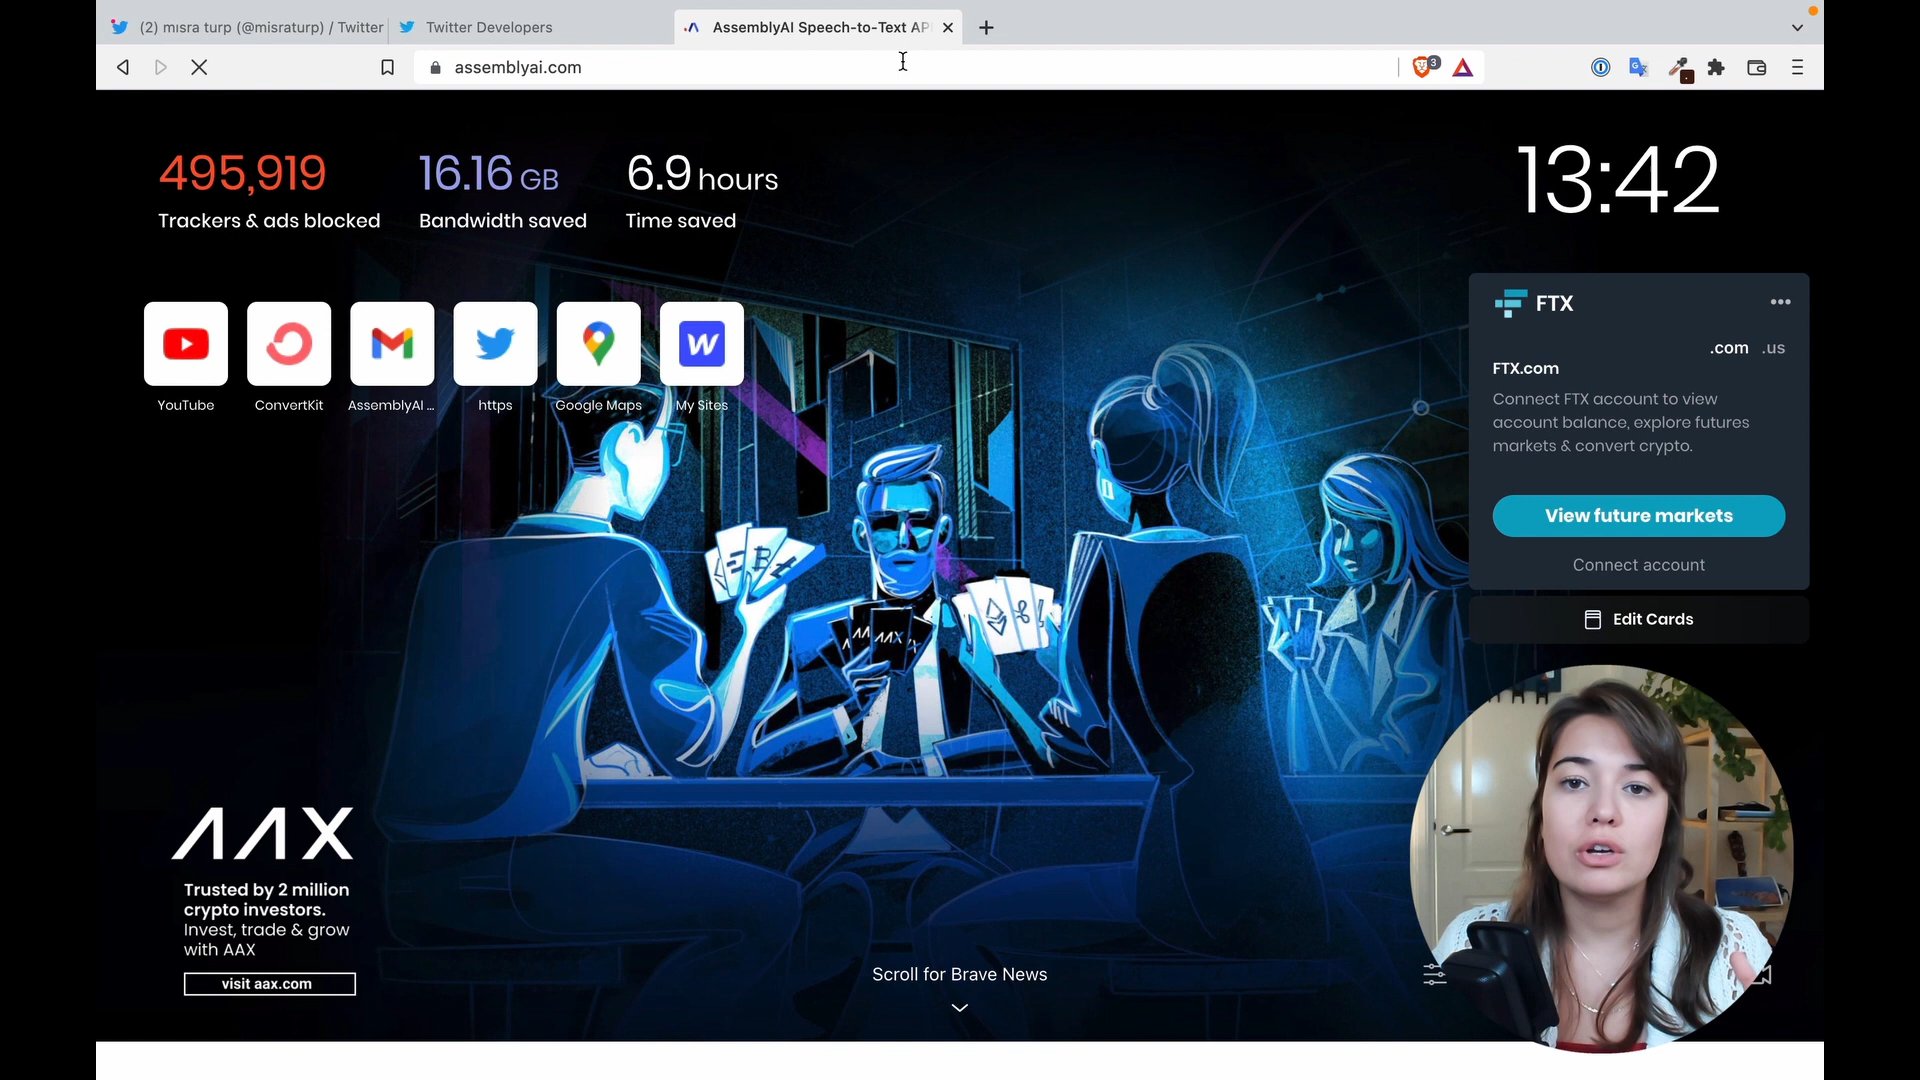 (2) mısra turp (@misraturp) / Twitter
Twitter Developers
AssemblyAI Speech-to-Text AP
assemblyai.com
3
495,919
Trackers & ads blocked
16.16 GB
Bandwidth saved
6.9 hours
Time saved
13:42
YouTube
ConvertKit
AssemblyAI ...
https
Google Maps
My Sites
FTX
.com .us
FTX.com
Connect FTX account to view
account balance, explore futures
markets & convert crypto.
View future markets
Connect account
Edit Cards
AAX
AAX
Trusted by 2 million
crypto investors.
Invest, trade & grow
with AAX
visit aax.com
Scroll for Brave News